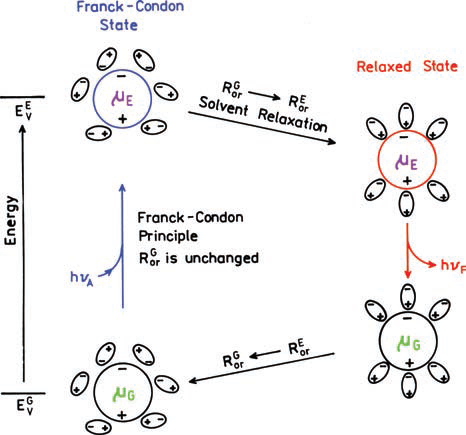 Franck-Condon
State
Relaxed State
− μE +
R^G_or → R^E_or
Solvent Relaxation
E^E_V
− μE +
Energy
Franck-Condon
Principle
R^G_or is unchanged
hνA
hνF
− μG +
R^G_or ← R^E_or
− μG +
E^G_V